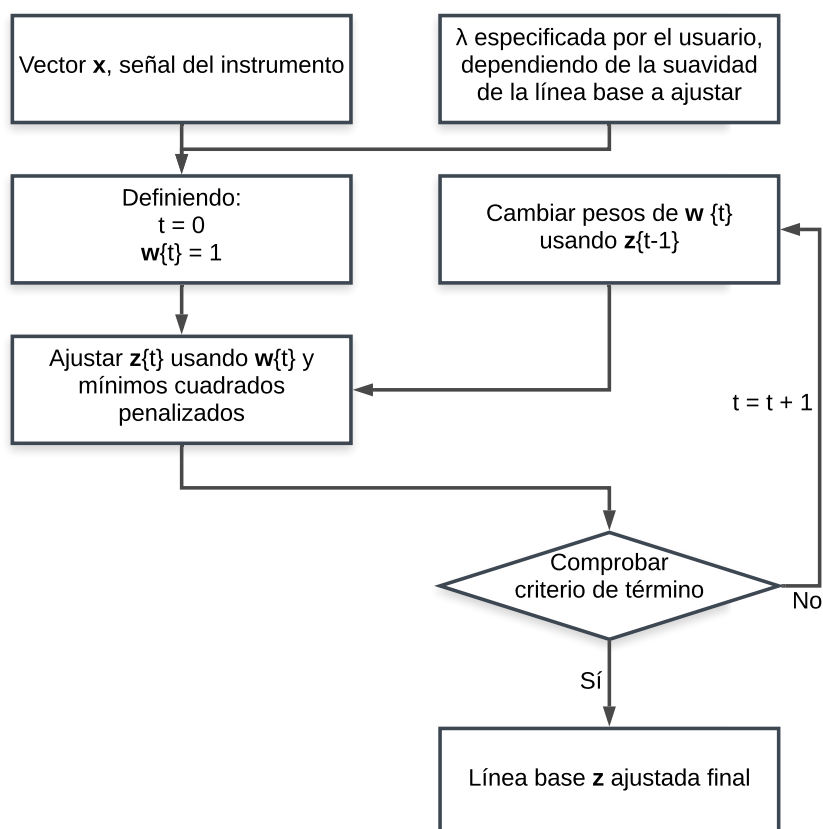 Vector x, señal del instrumento
λ especificada por el usuario,
dependiendo de la suavidad
de la línea base a ajustar
Definiendo:
t = 0
w{t} = 1
Cambiar pesos de w {t}
usando z{t-1}
Ajustar z{t} usando w{t} y
mínimos cuadrados
penalizados
t = t + 1
Comprobar
criterio de término
No
Sí
Línea base z ajustada final